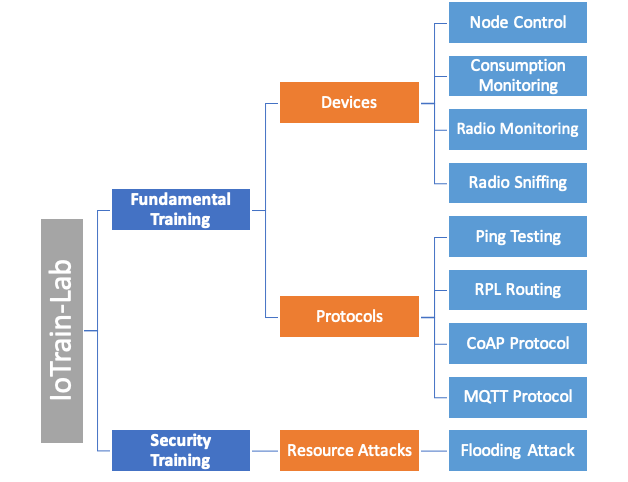 IoTrain-Lab
Fundamental
Training
Devices
Node Control
Consumption
Monitoring
Radio Monitoring
Radio Sniffing
Protocols
Ping Testing
RPL Routing
CoAP Protocol
MQTT Protocol
Security
Training
Resource Attacks
Flooding Attack